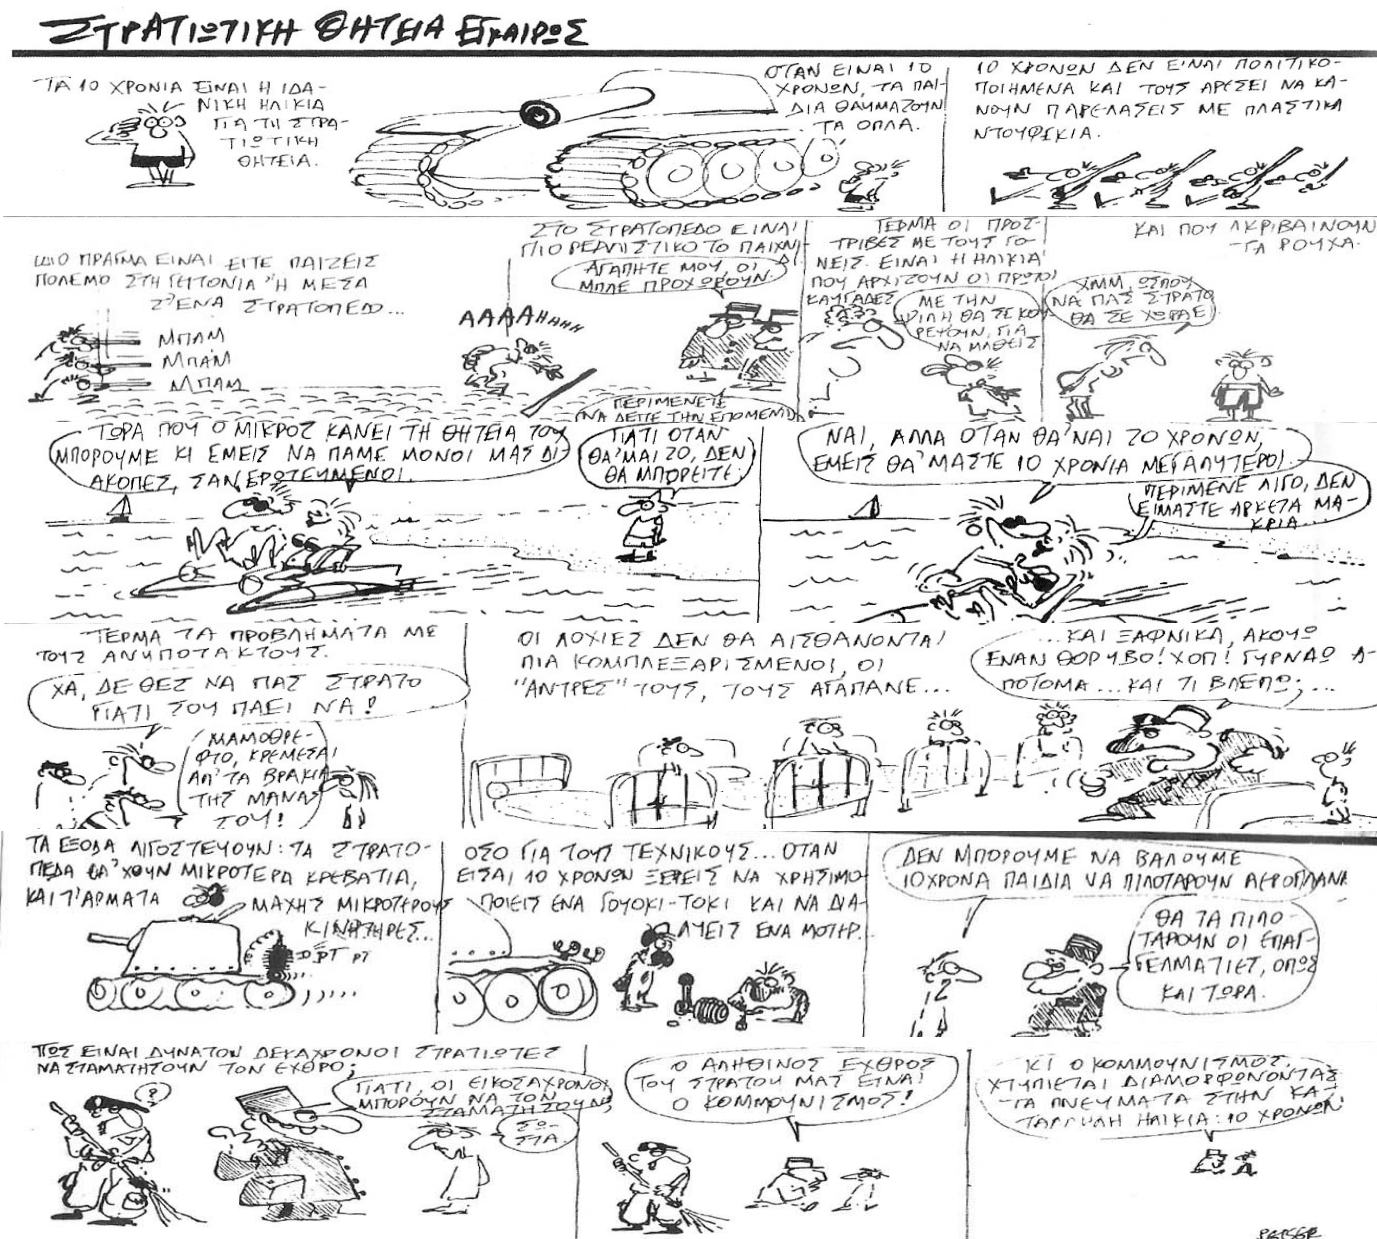 ΣΤΡΑΤΙΩΤΙΚΗ ΘΗΤΕΙΑ ΕΓΚΑΙΡΩΣ
ΤΑ 10 ΧΡΟΝΙΑ ΕΙΝΑΙ Η ΙΔΑ-
ΝΙΚΗ ΗΛΙΚΙΑ
ΓΙΑ ΤΗ ΣΤΡΑ-
ΤΙΩΤΙΚΗ
ΘΗΤΕΙΑ.
ΟΤΑΝ ΕΙΝΑΙ 10
ΧΡΟΝΩΝ, ΤΑ ΠΑΙ-
ΔΙΑ ΘΑΥΜΑΖΟΥΝ
ΤΑ ΟΠΛΑ.
10 ΧΡΟΝΩΝ ΔΕΝ ΕΙΝΑΙ ΠΟΛΙΤΙΚΟ-
ΠΟΙΗΜΕΝΑ ΚΑΙ ΤΟΥΣ ΑΡΕΣΕΙ ΝΑ ΚΑ-
ΝΟΥΝ ΠΑΡΕΛΑΣΕΙΣ ΜΕ ΠΛΑΣΤΙΚΑ
ΝΤΟΥΦΕΚΙΑ.
ΙΔΙΟ ΠΡΑΓΜΑ ΕΙΝΑΙ ΕΙΤΕ ΠΑΙΖΕΙΣ
ΠΟΛΕΜΟ ΣΤΗ ΓΕΙΤΟΝΙΑ Ή ΜΕΣΑ
Σ'ΕΝΑ ΣΤΡΑΤΟΠΕΔΟ...
ΜΠΑΜ
ΜΠΑΜ
ΜΠΑΜ
ΣΤΟ ΣΤΡΑΤΟΠΕΔΟ ΕΙΝΑΙ
ΠΙΟ ΡΕΑΛΙΣΤΙΚΟ ΤΟ ΠΑΙΧΝΙ-
ΔΙ.
ΑΓΑΠΗΤΕ ΜΟΥ, ΟΙ
ΜΠΛΕ ΠΡΟΧΩΡΟΥΝ.
ΑΑΑΑΗΗΗΗ
ΠΕΡΙΜΕΝΕΤΕ
ΝΑ ΔΕΙΤΕ ΤΗΝ ΕΠΟΜΕΝΗ
ΤΕΡΜΑ ΟΙ ΠΡΟΣ-
ΤΡΙΒΕΣ ΜΕ ΤΟΥΣ ΓΟ-
ΝΕΙΣ. ΕΙΝΑΙ Η ΗΛΙΚΙΑ
ΠΟΥ ΑΡΧΙΖΟΥΝ ΟΙ ΠΡΩΤΟΙ
ΚΑΥΓΑΔΕΣ
ΜΕ ΤΗΝ
ΨΙΛΗ ΘΑ ΣΕ ΚΟΥ
ΡΕΨΟΥΝ, ΓΙΑ
ΝΑ ΜΑΘΕΙΣ
ΚΑΙ ΠΟΥ ΑΚΡΙΒΑΙΝΟΥΝ
ΤΑ ΡΟΥΧΑ.
ΧΜΜ, ΩΣΠΟΥ
ΝΑ ΠΑΣ ΣΤΡΑΤΟ
ΘΑ ΣΕ ΧΩΡΑΕΙ
ΤΩΡΑ ΠΟΥ Ο ΜΙΚΡΟΣ ΚΑΝΕΙ ΤΗ ΘΗΤΕΙΑ ΤΟΥ
ΜΠΟΡΟΥΜΕ ΚΙ ΕΜΕΙΣ ΝΑ ΠΑΜΕ ΜΟΝΟΙ ΜΑΣ ΔΙ-
ΑΚΟΠΕΣ, ΣΑΝ ΕΡΩΤΕΥΜΕΝΟΙ.
ΓΙΑΤΙ ΟΤΑΝ
ΘΑ'ΜΑΙ 20, ΔΕΝ
ΘΑ ΜΠΟΡΕΙΤΕ;
ΝΑΙ, ΑΛΛΑ ΟΤΑΝ ΘΑ'ΝΑΙ 20 ΧΡΟΝΩΝ,
ΕΜΕΙΣ ΘΑ'ΜΑΣΤΕ 10 ΧΡΟΝΙΑ ΜΕΓΑΛΥΤΕΡΟΙ.
ΠΕΡΙΜΕΝΕ ΛΙΓΟ, ΔΕΝ
ΕΙΜΑΣΤΕ ΑΡΚΕΤΑ ΜΑ-
ΚΡΙΑ...
ΤΕΡΜΑ ΤΑ ΠΡΟΒΛΗΜΑΤΑ ΜΕ
ΤΟΥΣ ΑΝΥΠΟΤΑΚΤΟΥΣ.
ΧΑ, ΔΕ ΘΕΣ ΝΑ ΠΑΣ ΣΤΡΑΤΟ
ΓΙΑΤΙ ΣΟΥ ΠΑΕΙ ΝΑ!
ΜΑΜΟΘΡΕ-
ΦΤΟ, ΚΡΕΜΕΣΑΙ
ΑΠ'ΤΑ ΒΡΑΚΙΑ
ΤΗΣ ΜΑΝΑΣ
ΣΟΥ!
ΟΙ ΛΟΧΙΕΣ ΔΕΝ ΘΑ ΑΙΣΘΑΝΟΝΤΑΙ
ΠΙΑ ΚΟΜΠΛΕΞΑΡΙΣΜΕΝΟΙ, ΟΙ
"ΑΝΤΡΕΣ" ΤΟΥΣ, ΤΟΥΣ ΑΓΑΠΑΝΕ...
...ΚΑΙ ΞΑΦΝΙΚΑ, ΑΚΟΥΩ
ΕΝΑΝ ΘΟΡΥΒΟ! ΧΟΠ! ΓΥΡΝΑΩ Α-
ΠΟΤΟΜΑ... ΚΑΙ ΤΙ ΒΛΕΠΩ;...
ΤΑ ΕΞΟΔΑ ΛΙΓΟΣΤΕΥΟΥΝ: ΤΑ ΣΤΡΑΤΟ-
ΠΕΔΑ ΘΑ'ΧΟΥΝ ΜΙΚΡΟΤΕΡΑ ΚΡΕΒΑΤΙΑ,
ΚΑΙ Τ'ΑΡΜΑΤΑ ΜΑΧΗΣ ΜΙΚΡΟΤΕΡΟΥΣ
ΚΙΝΗΤΗΡΕΣ...
ΡΤ ΡΤ
ΟΣΟ ΓΙΑ ΤΟΥΣ ΤΕΧΝΙΚΟΥΣ... ΟΤΑΝ
ΕΙΣΑΙ 10 ΧΡΟΝΩΝ ΞΕΡΕΙΣ ΝΑ ΧΡΗΣΙΜΟ-
ΠΟΙΕΙΣ ΕΝΑ ΓΟΥΟΚΙ-ΤΟΚΙ ΚΑΙ ΝΑ ΔΙΑ-
ΛΥΕΙΣ ΕΝΑ ΜΟΤΕΡ...
ΔΕΝ ΜΠΟΡΟΥΜΕ ΝΑ ΒΑΛΟΥΜΕ
10ΧΡΟΝΑ ΠΑΙΔΙΑ ΝΑ ΠΙΛΟΤΑΡΟΥΝ ΑΕΡΟΠΛΑΝΑ
ΘΑ ΤΑ ΠΙΛΟ-
ΤΑΡΟΥΝ ΟΙ ΕΠΑΓ-
ΓΕΛΜΑΤΙΕΣ, ΟΠΩΣ
ΚΑΙ ΤΩΡΑ.
ΠΩΣ ΕΙΝΑΙ ΔΥΝΑΤΟΝ ΔΕΚΑΧΡΟΝΟΙ ΣΤΡΑΤΙΩΤΕΣ
ΝΑ ΣΤΑΜΑΤΗΣΟΥΝ ΤΟΝ ΕΧΘΡΟ;
?
ΓΙΑΤΙ, ΟΙ ΕΙΚΟΣΑΧΡΟΝΟΙ
ΜΠΟΡΟΥΝ ΝΑ ΤΟΝ
ΣΤΑΜΑΤΗΣΟΥΝ;
ΣΩ-
ΣΤΑ
Ο ΑΛΗΘΙΝΟΣ ΕΧΘΡΟΣ
ΤΟΥ ΣΤΡΑΤΟΥ ΜΑΣ ΕΙΝΑΙ
Ο ΚΟΜΜΟΥΝΙΣΜΟΣ!
ΚΙ Ο ΚΟΜΜΟΥΝΙΣΜΟΣ,
ΧΤΥΠΙΕΤΑΙ ΔΙΑΜΟΡΦΩΝΟΝΤΑΣ
ΤΑ ΠΝΕΥΜΑΤΑ ΣΤΗΝ ΚΑ-
ΤΑΛΛΗΛΗ ΗΛΙΚΙΑ: 10 ΧΡΟΝΩΝ
REISER